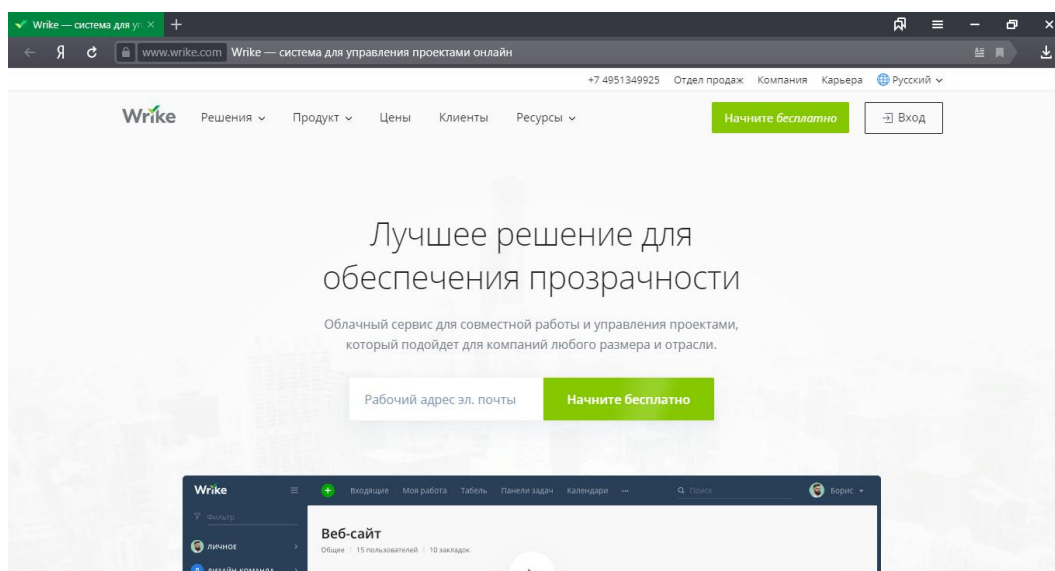 Wrike — система для уп
www.wrike.com Wrike — система для управления проектами онлайн
+7 4951349925 Отдел продаж Компания Карьера Русский
Wrike Решения Продукт Цены Клиенты Ресурсы Начните бесплатно Вход
Лучшее решение для
обеспечения прозрачности
Облачный сервис для совместной работы и управления проектами,
который подойдет для компаний любого размера и отрасли.
Рабочий адрес эл. почты Начните бесплатно
Wrike Входящие Моя работа Табель Панели задач Календари ... Поиск Борис
Фильтр
Веб-сайт
Общее 15 пользователей 10 закладок
ЛИЧНОЕ
ДИЗАЙН КОМАНДА